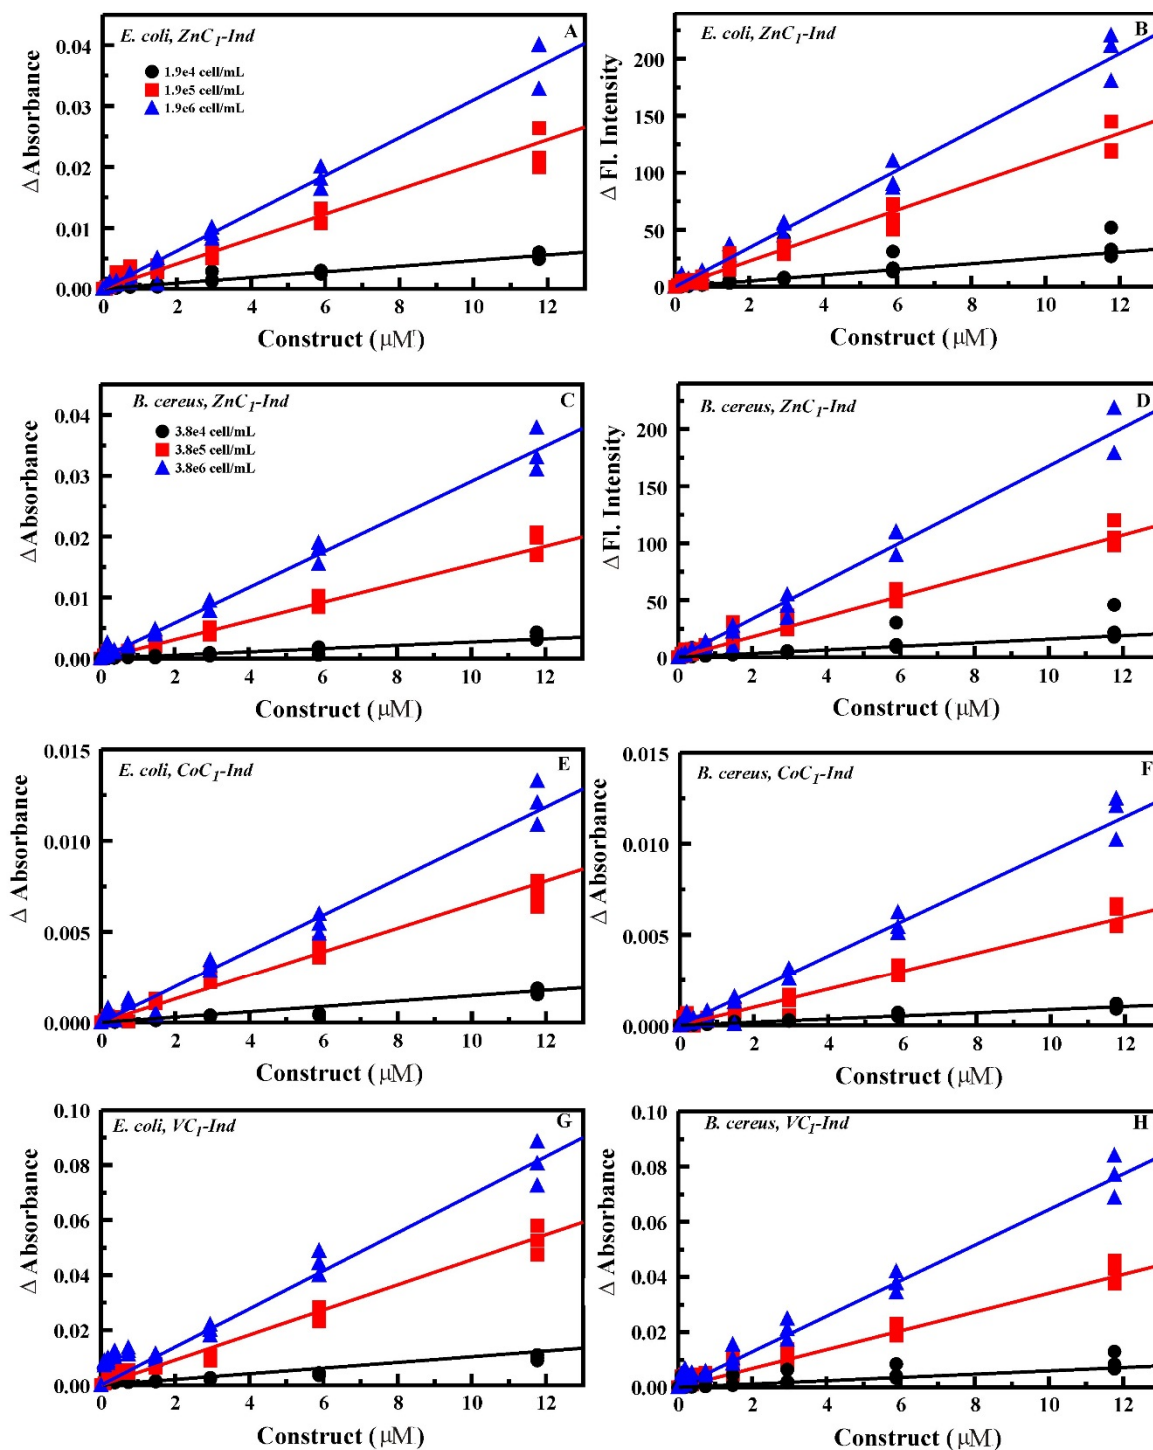 E. coli, ZnC1-Ind
A
1.9e4 cell/mL
1.9e5 cell/mL
1.9e6 cell/mL
Δ Absorbance
0.04
0.03
0.02
0.01
0.00
0 2 4 6 8 10 12
Construct (μM)
E. coli, ZnC1-Ind
B
Δ Fl. Intensity
200
150
100
50
0
0 2 4 6 8 10 12
Construct (μM)
B. cereus, ZnC1-Ind
C
3.8e4 cell/mL
3.8e5 cell/mL
3.8e6 cell/mL
Δ Absorbance
0.04
0.03
0.02
0.01
0.00
0 2 4 6 8 10 12
Construct (μM)
B. cereus, ZnC1-Ind
D
Δ Fl. Intensity
200
150
100
50
0
0 2 4 6 8 10 12
Construct (μM)
E. coli, CoC1-Ind
E
Δ Absorbance
0.015
0.010
0.005
0.000
0 2 4 6 8 10 12
Construct (μM)
B. cereus, CoC1-Ind
F
Δ Absorbance
0.015
0.010
0.005
0.000
0 2 4 6 8 10 12
Construct (μM)
E. coli, VC1-Ind
G
Δ Absorbance
0.10
0.08
0.06
0.04
0.02
0.00
0 2 4 6 8 10 12
Construct (μM)
B. cereus, VC1-Ind
H
Δ Absorbance
0.10
0.08
0.06
0.04
0.02
0.00
0 2 4 6 8 10 12
Construct (μM)